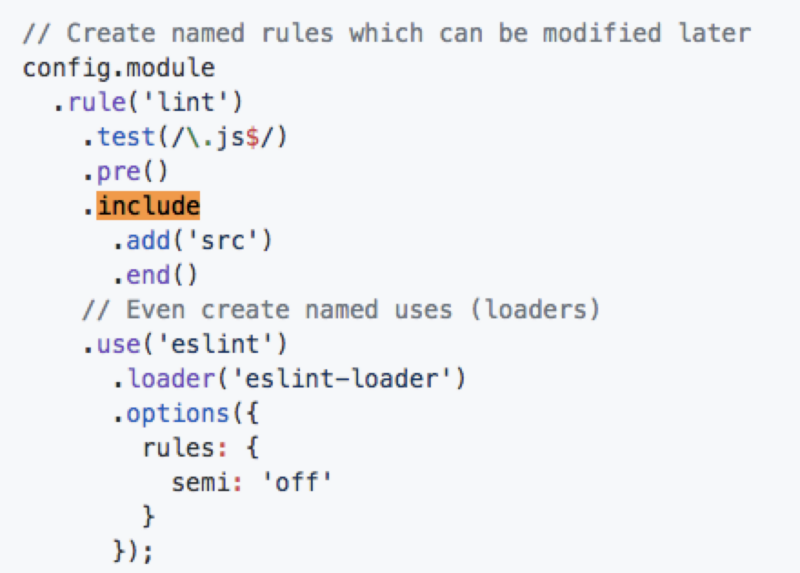 // Create named rules which can be modified later
config.module
  .rule('lint')
    .test(/\.js$/)
    .pre()
    .include
      .add('src')
      .end()
    // Even create named uses (loaders)
    .use('eslint')
      .loader('eslint-loader')
      .options({
        rules: {
          semi: 'off'
        }
      });